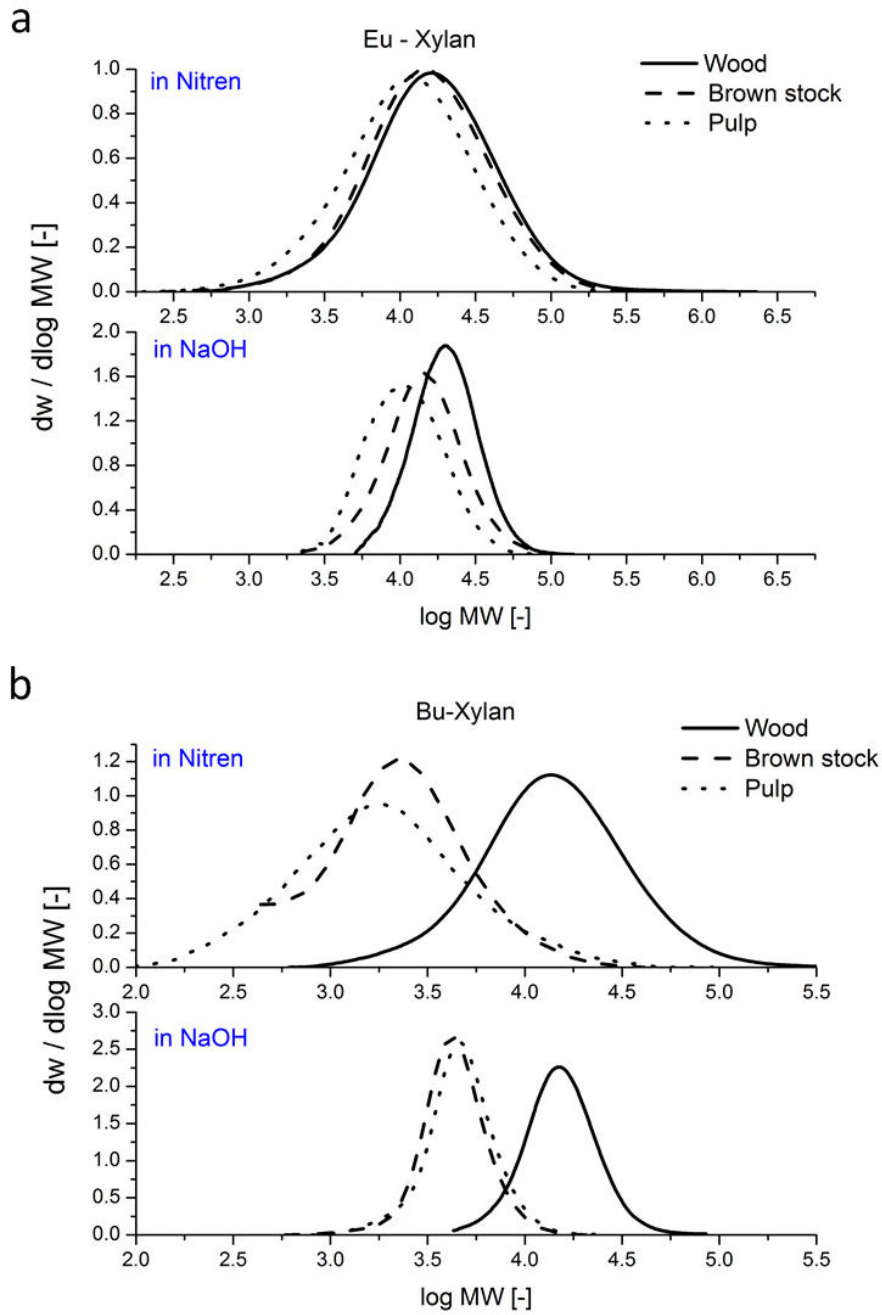 a
Eu - Xylan
in Nitren
Wood
Brown stock
Pulp
1.0
0.8
0.6
0.4
0.2
0.0
2.5 3.0 3.5 4.0 4.5 5.0 5.5 6.0 6.5
in NaOH
2.0
1.6
1.2
0.8
0.4
0.0
2.5 3.0 3.5 4.0 4.5 5.0 5.5 6.0 6.5
dw / dlog MW [-]
log MW [-]
b
Bu-Xylan
in Nitren
Wood
Brown stock
Pulp
1.2
1.0
0.8
0.6
0.4
0.2
0.0
2.0 2.5 3.0 3.5 4.0 4.5 5.0 5.5
in NaOH
3.0
2.5
2.0
1.5
1.0
0.5
0.0
2.0 2.5 3.0 3.5 4.0 4.5 5.0 5.5
dw / dlog MW [-]
log MW [-]